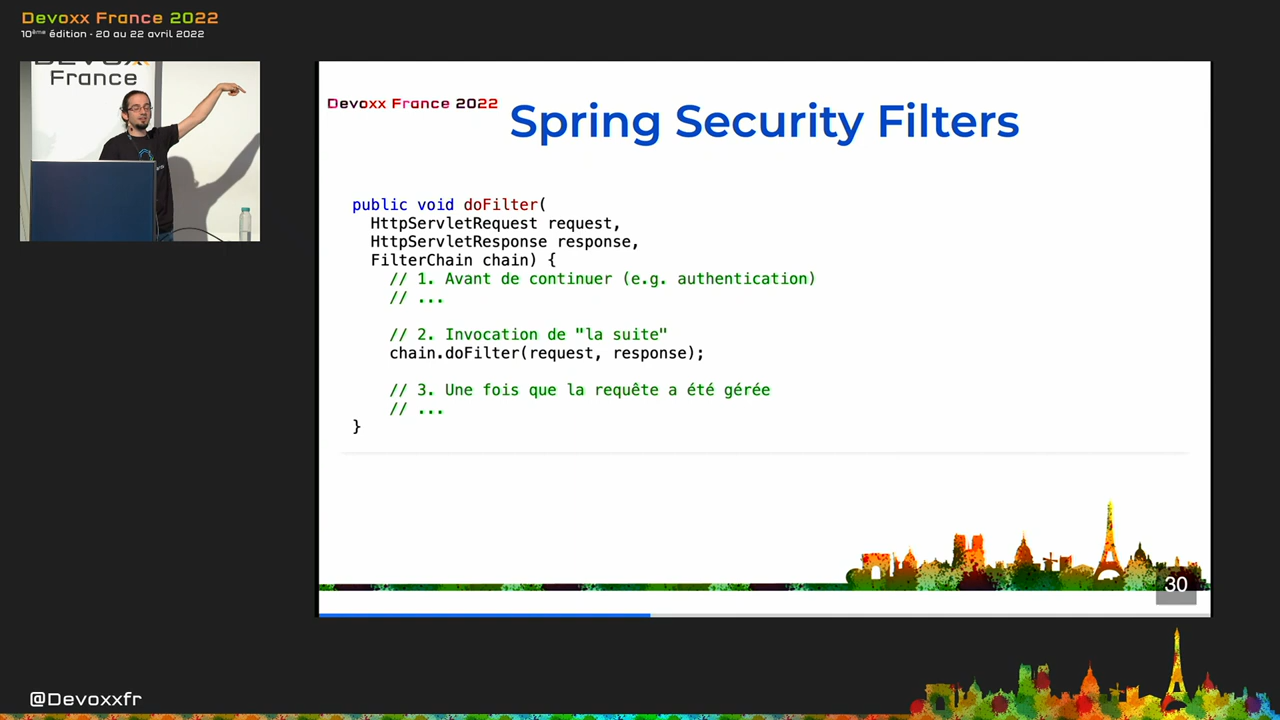 Devoxx France 2022
10ème édition - 20 au 22 avril 2022
France
Devoxx France 2022
Spring Security Filters
public void doFilter(
HttpServletRequest request,
HttpServletResponse response,
FilterChain chain) {
// 1. Avant de continuer (e.g. authentication)
// ...
// 2. Invocation de "la suite"
chain.doFilter(request, response);
// 3. Une fois que la requête a été gérée
// ...
}
30
@Devoxxfr